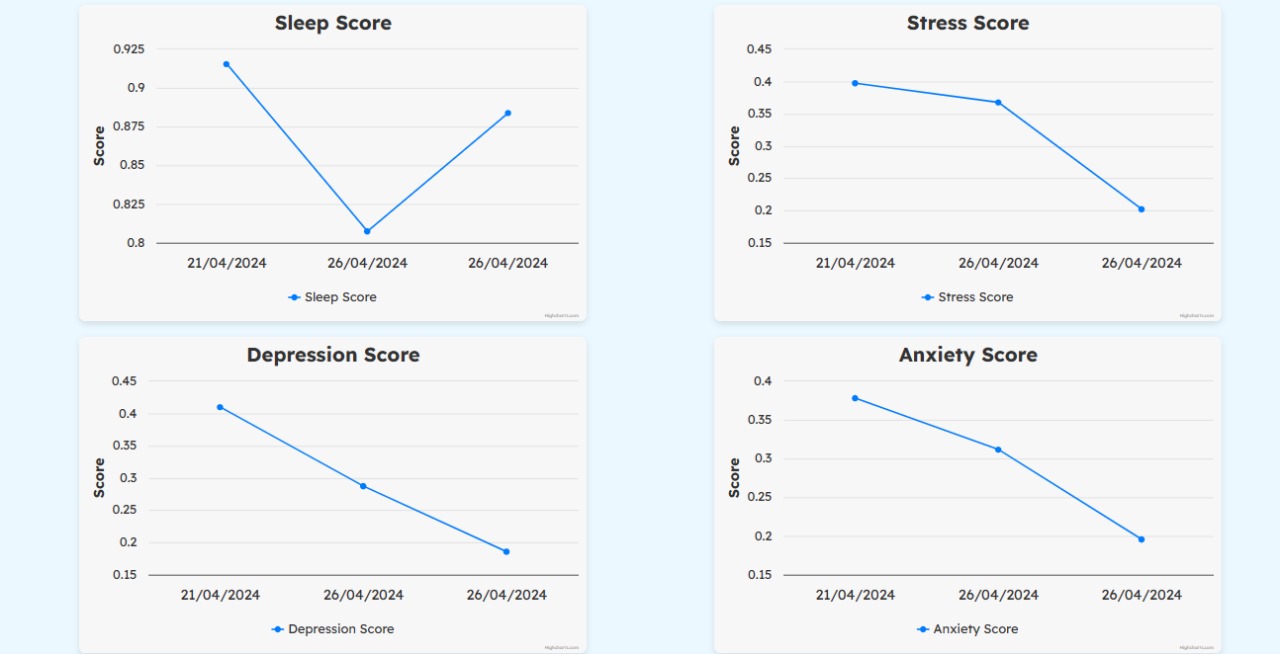 Sleep Score
0.925
0.9
0.875
0.85
0.825
0.8
Score
21/04/2024 26/04/2024 26/04/2024
Sleep Score
Highcharts.com
Stress Score
0.45
0.4
0.35
0.3
0.25
0.2
0.15
Score
21/04/2024 26/04/2024 26/04/2024
Stress Score
Highcharts.com
Depression Score
0.45
0.4
0.35
0.3
0.25
0.2
0.15
Score
21/04/2024 26/04/2024 26/04/2024
Depression Score
Highcharts.com
Anxiety Score
0.4
0.35
0.3
0.25
0.2
0.15
Score
21/04/2024 26/04/2024 26/04/2024
Anxiety Score
Highcharts.com